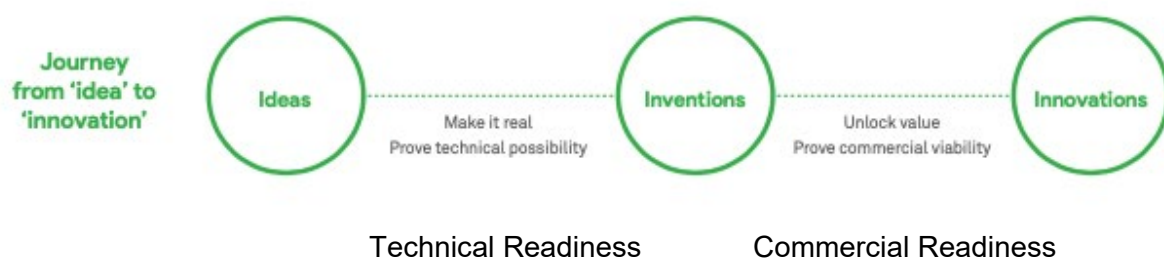 Journey
from ‘idea’ to
‘innovation’
Ideas
Make it real
Prove technical possibility
Inventions
Unlock value
Prove commercial viability
Innovations
Technical Readiness
Commercial Readiness